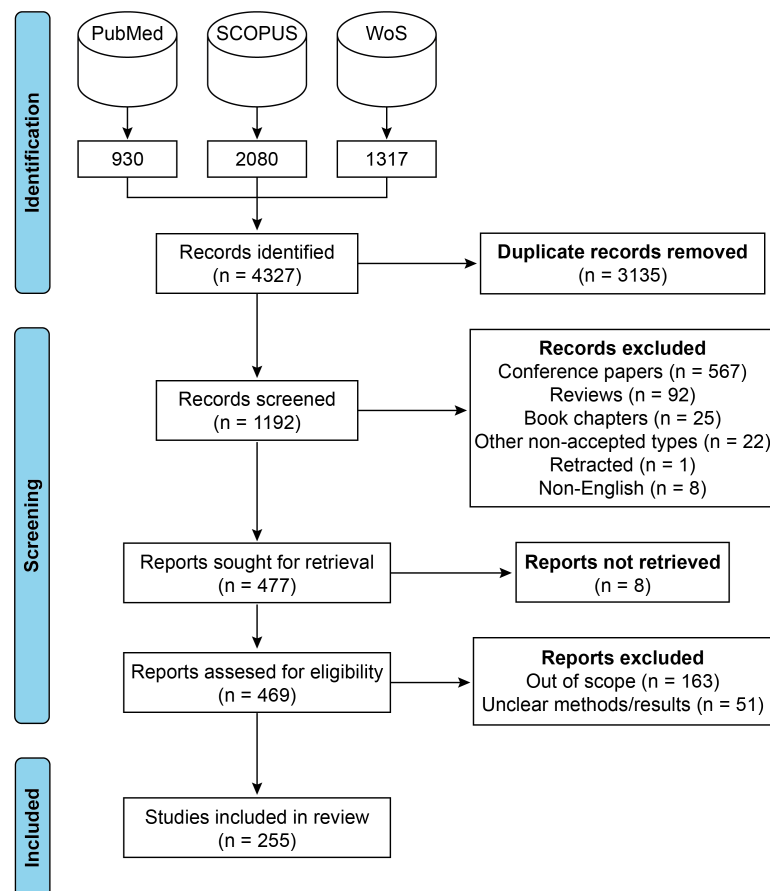 Identification
PubMed
SCOPUS
WoS
930
2080
1317
Records identified
(n = 4327)
Duplicate records removed
(n = 3135)
Screening
Records screened
(n = 1192)
Records excluded
Conference papers (n = 567)
Reviews (n = 92)
Book chapters (n = 25)
Other non-accepted types (n = 22)
Retracted (n = 1)
Non-English (n = 8)
Reports sought for retrieval
(n = 477)
Reports not retrieved
(n = 8)
Reports assesed for eligibility
(n = 469)
Reports excluded
Out of scope (n = 163)
Unclear methods/results (n = 51)
Included
Studies included in review
(n = 255)